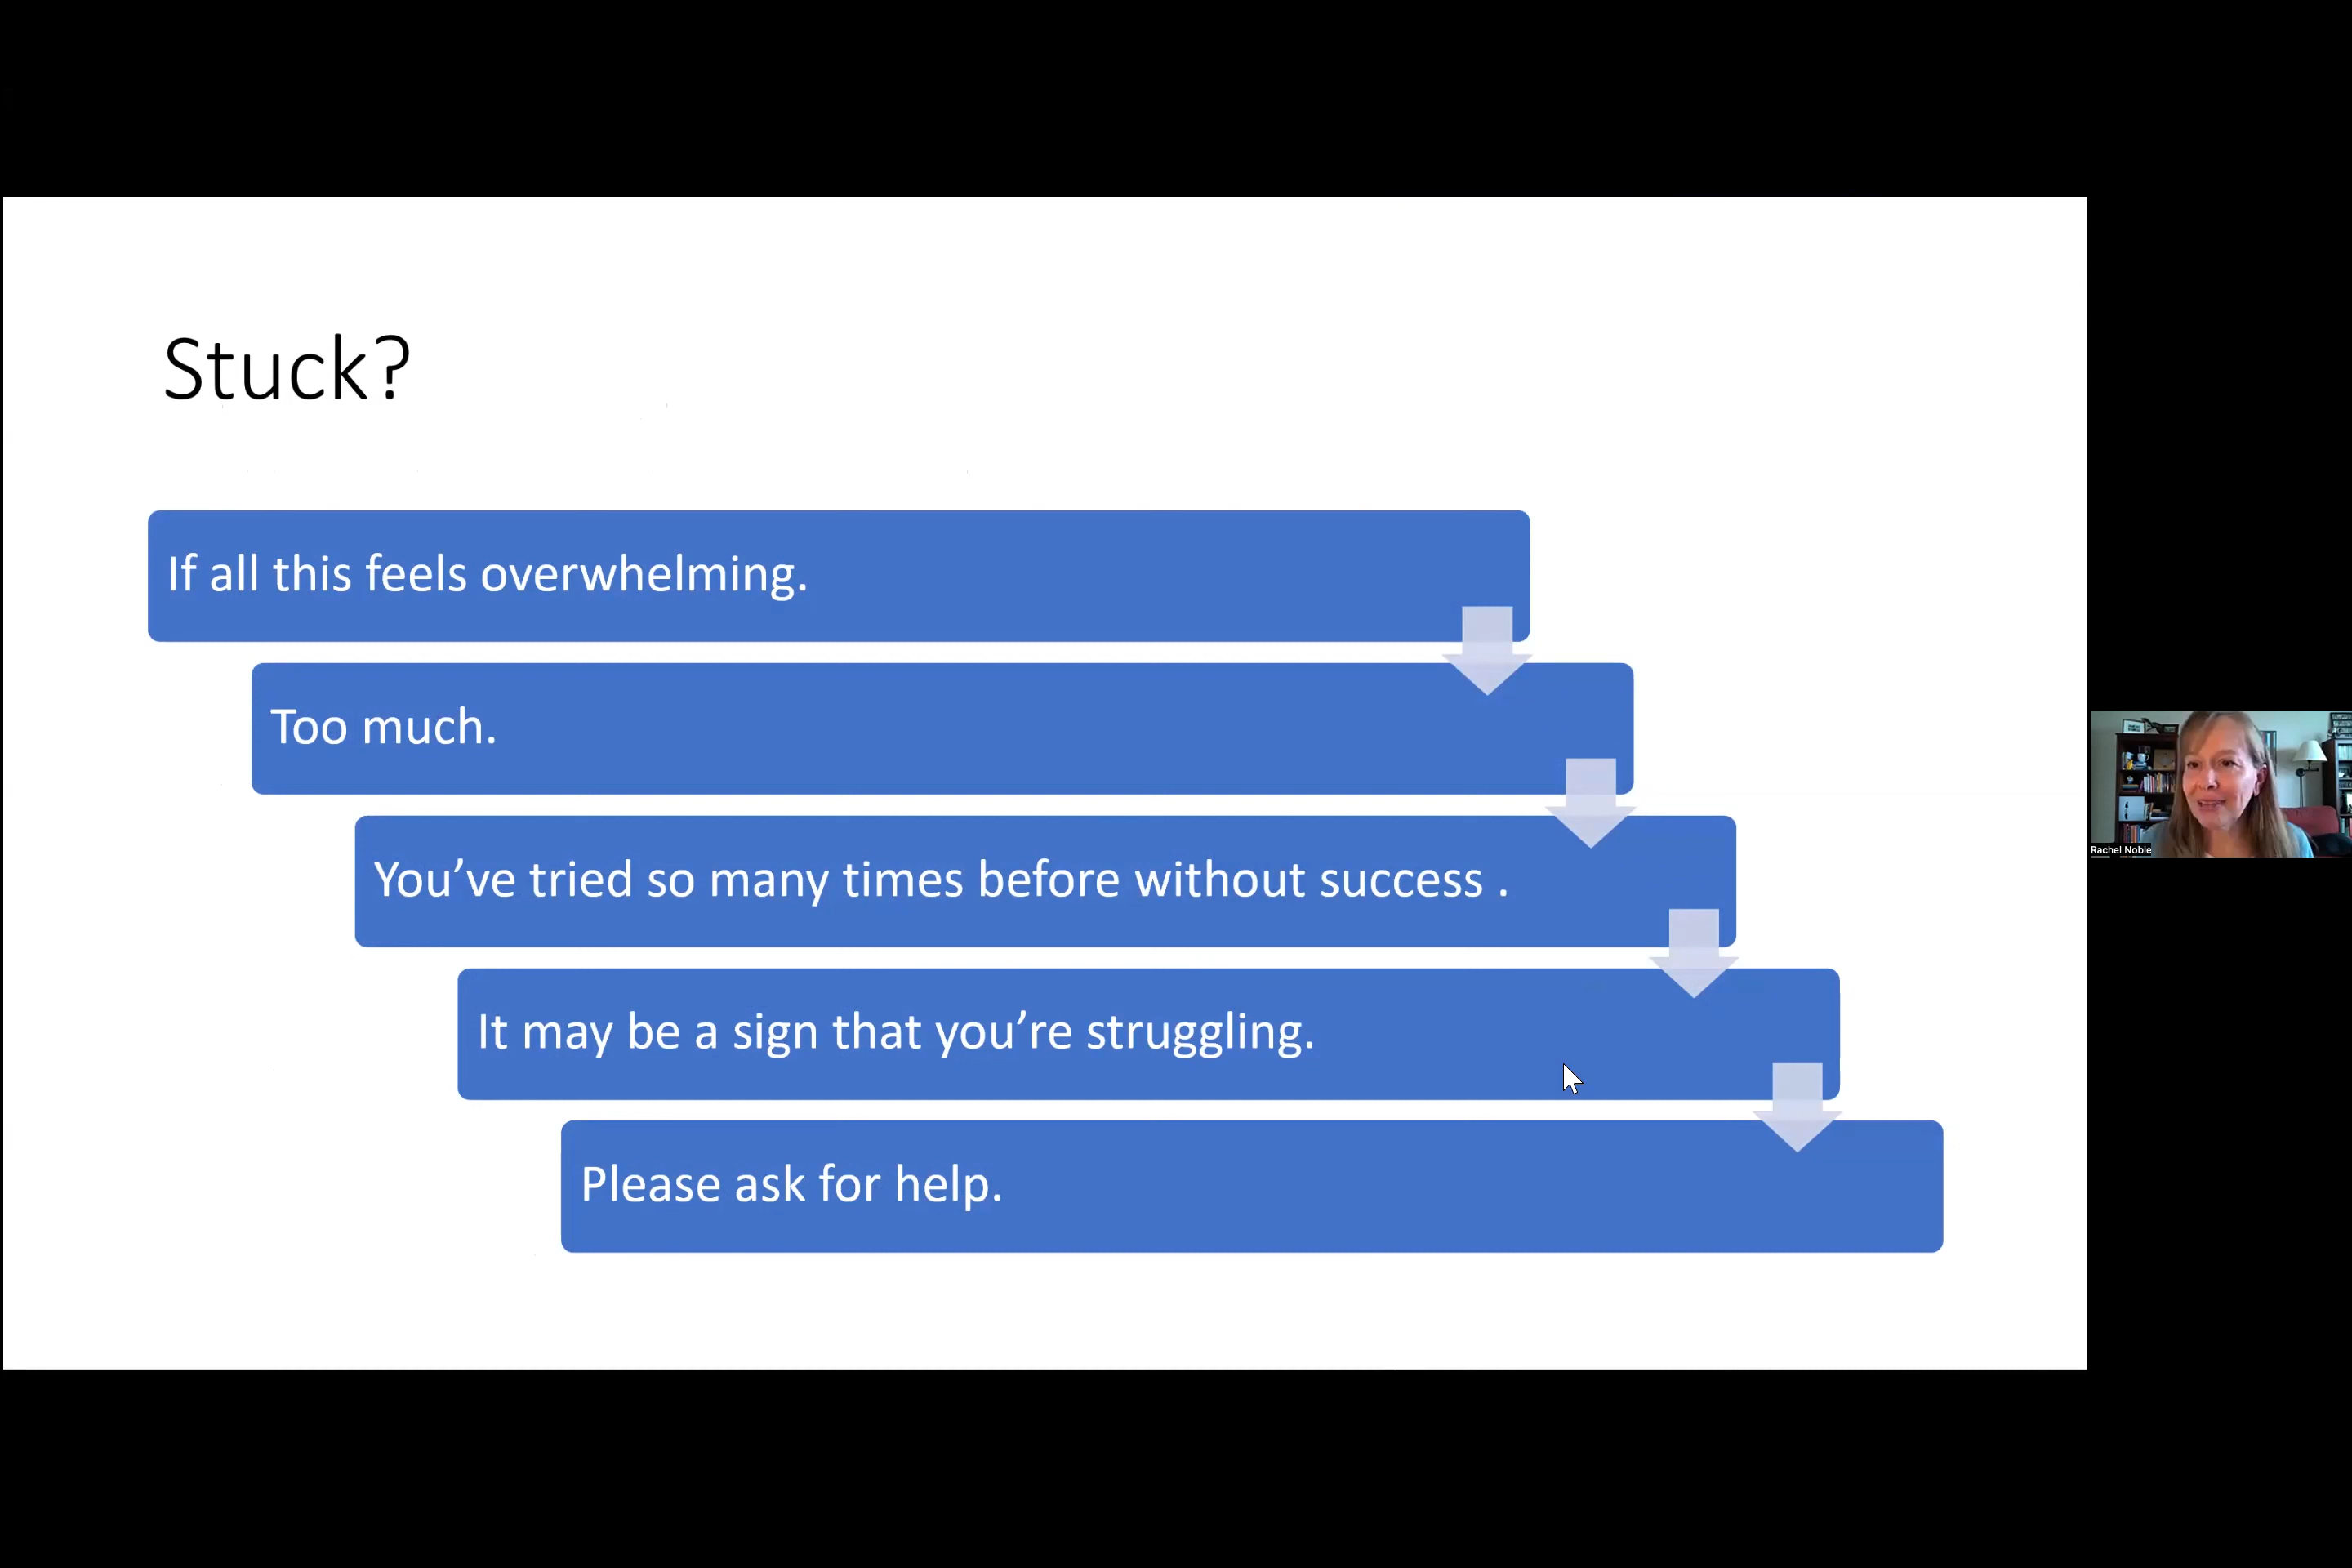 Stuck?
If all this feels overwhelming.
Too much.
You’ve tried so many times before without success .
It may be a sign that you’re struggling.
Please ask for help.
Rachel Noble